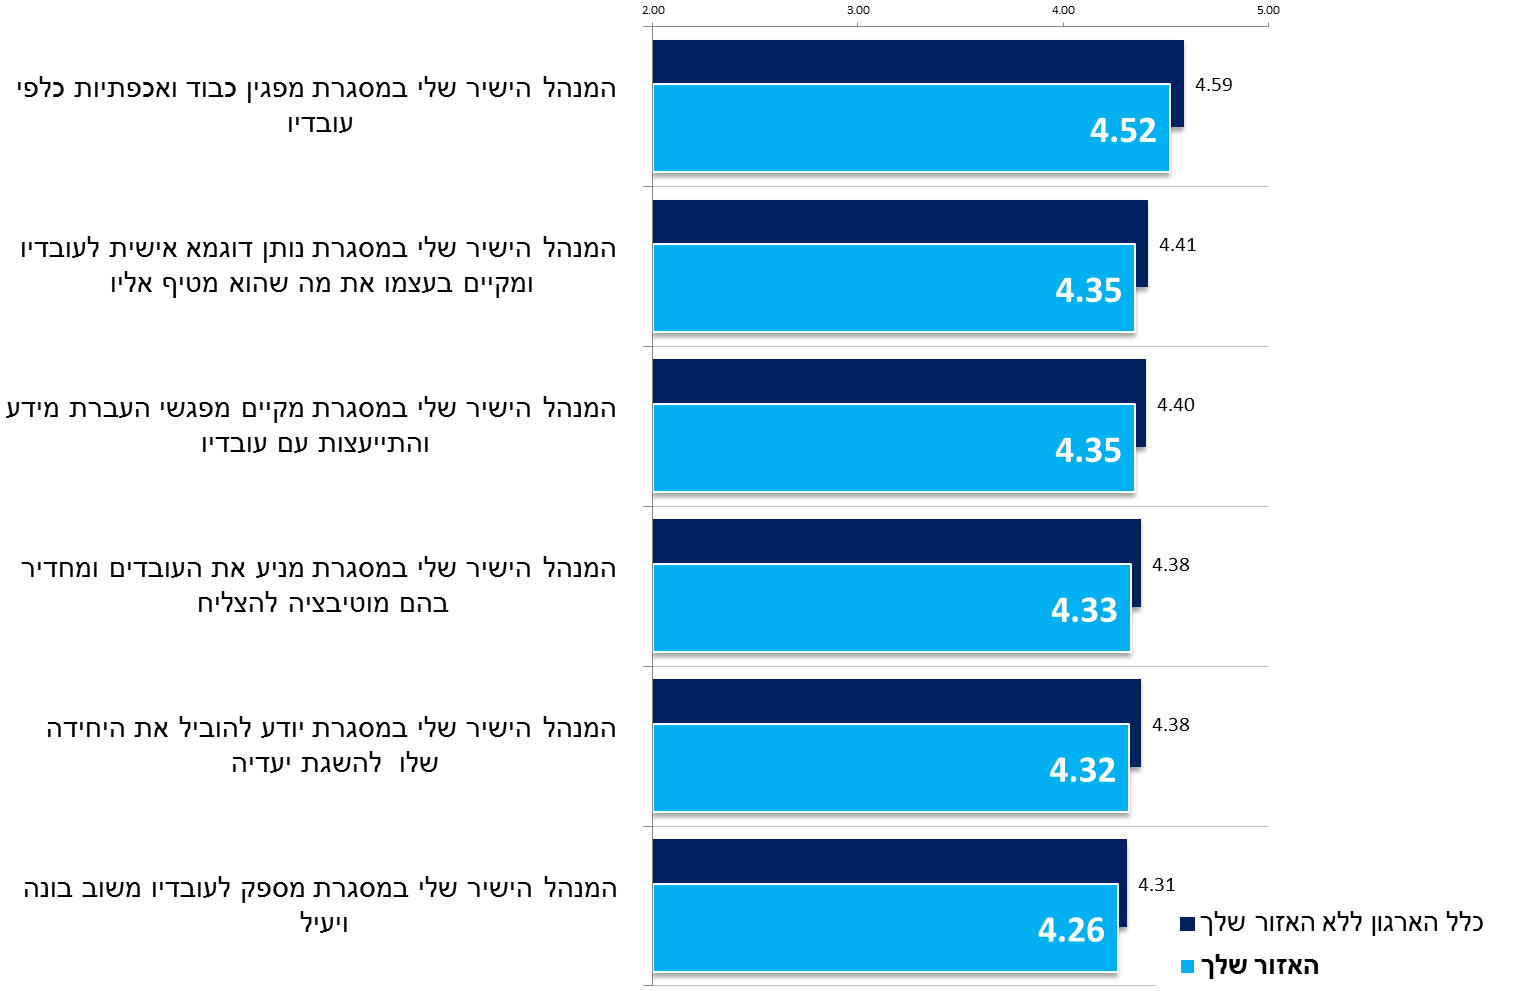 2.00 3.00 4.00 5.00
המנהל הישיר שלי במסגרת מפגין כבוד ואכפתיות כלפי
עובדיו
4.59
4.52
המנהל הישיר שלי במסגרת נותן דוגמא אישית לעובדיו
ומקיים בעצמו את מה שהוא מטיף אליו
4.41
4.35
המנהל הישיר שלי במסגרת מקיים מפגשי העברת מידע
והתייעצות עם עובדיו
4.40
4.35
המנהל הישיר שלי במסגרת מניע את העובדים ומחדיר
בהם מוטיבציה להצליח
4.38
4.33
המנהל הישיר שלי במסגרת יודע להוביל את היחידה
שלו להשגת יעדיה
4.38
4.32
המנהל הישיר שלי במסגרת מספק לעובדיו משוב בונה
ויעיל
4.31
4.26
כלל הארגון ללא האזור שלך
האזור שלך